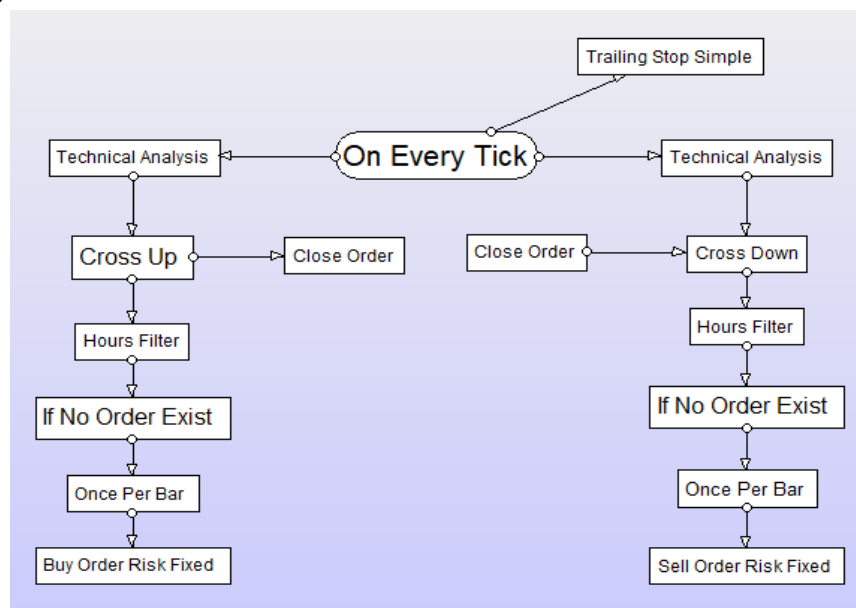 Trailing Stop Simple
On Every Tick
Technical Analysis
Technical Analysis
Cross Up
Close Order
Close Order
Cross Down
Hours Filter
Hours Filter
If No Order Exist
If No Order Exist
Once Per Bar
Once Per Bar
Buy Order Risk Fixed
Sell Order Risk Fixed